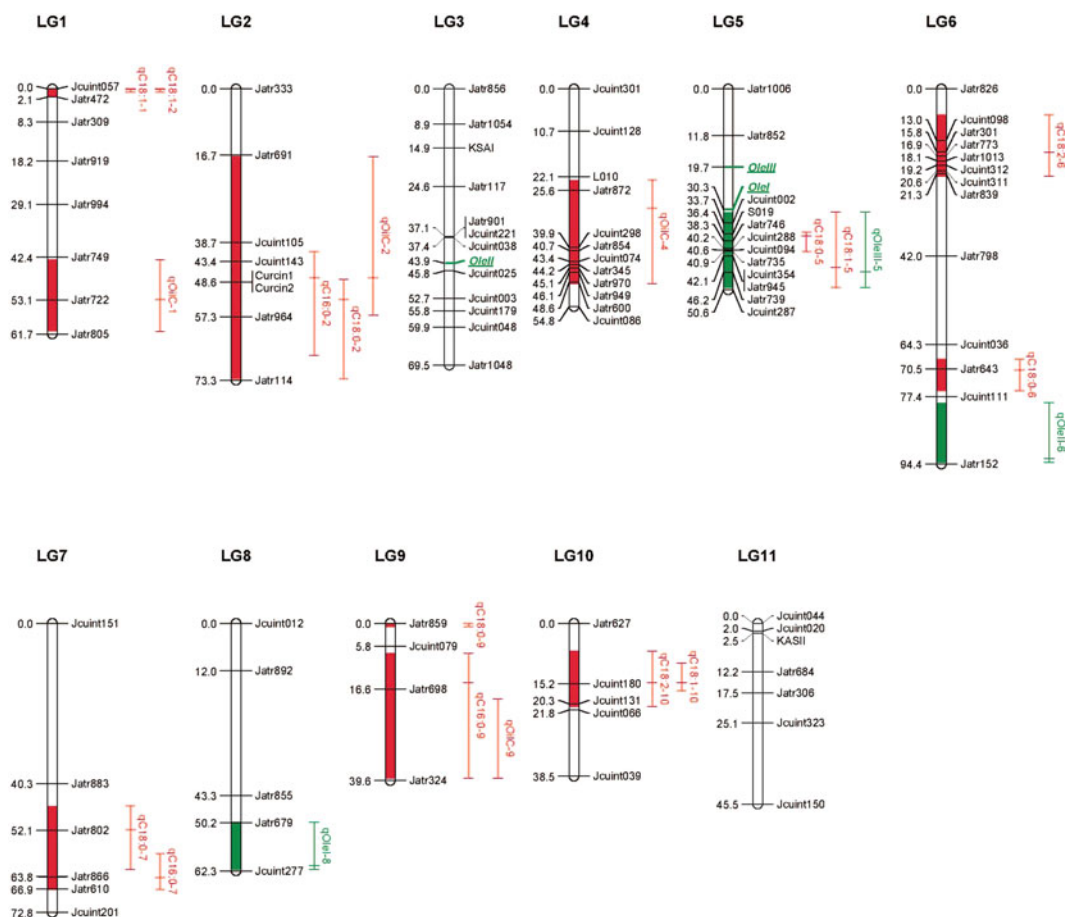 LG1 LG2 LG3 LG4 LG5 LG6
0.0 Jcuint057
2.1 Jatr472
8.3 Jatr309
18.2 Jatr919
29.1 Jatr994
42.4 Jatr749
53.1 Jatr722
61.7 Jatr805
qC18:1-1
qC18:1-2
qOilC-1
0.0 Jatr333
16.7 Jatr691
38.7 Jcuint105
43.4 Jcuint143
48.6 Curcin1
Curcin2
57.3 Jatr964
73.3 Jatr114
qOilC-2
qC16:0-2
qC18:0-2
0.0 Jatr856
8.9 Jatr1054
14.9 KSAI
24.6 Jatr117
37.1 Jatr901
Jcuint221
37.4 Jcuint038
43.9 OleII
45.8 Jcuint025
52.7 Jcuint003
55.8 Jcuint179
59.9 Jcuint048
69.5 Jatr1048
0.0 Jcuint301
10.7 Jcuint128
22.1 L010
25.6 Jatr872
39.9 Jcuint298
40.7 Jatr854
43.4 Jcuint074
44.2 Jatr345
45.1 Jatr970
46.1 Jatr949
48.6 Jatr600
54.8 Jcuint086
qOilC-4
0.0 Jatr1006
11.8 Jatr852
19.7 OleIII
30.3 OleI
33.7 Jcuint002
36.4 S019
38.3 Jatr746
40.2 Jcuint288
40.6 Jcuint094
40.9 Jatr735
42.1 Jcuint354
Jatr945
46.2 Jatr739
50.6 Jcuint287
qC18:0-5
qC18:1-5
qOleIII-5
0.0 Jatr826
13.0 Jcuint098
15.8 Jatr301
16.9 Jatr773
18.1 Jatr1013
19.2 Jcuint312
20.6 Jcuint311
21.3 Jatr839
42.0 Jatr798
64.3 Jcuint036
70.5 Jatr643
77.4 Jcuint111
94.4 Jatr152
qC18:2-6
qC18:0-6
qOleII-6
LG7 LG8 LG9 LG10 LG11
0.0 Jcuint151
40.3 Jatr883
52.1 Jatr802
63.8 Jatr866
66.9 Jatr610
72.8 Jcuint201
qC18:0-7
qC16:0-7
0.0 Jcuint012
12.0 Jatr892
43.3 Jatr855
50.2 Jatr679
62.3 Jcuint277
qOleI-8
0.0 Jatr859
5.8 Jcuint079
16.6 Jatr698
39.6 Jatr324
qC18:0-9
qC16:0-9
qOilC-9
0.0 Jatr627
15.2 Jcuint180
20.3 Jcuint131
21.8 Jcuint066
38.5 Jcuint039
qC18:2-10
qC18:1-10
0.0 Jcuint044
2.0 Jcuint020
2.5 KASII
12.2 Jatr684
17.5 Jatr306
25.1 Jcuint323
45.5 Jcuint150